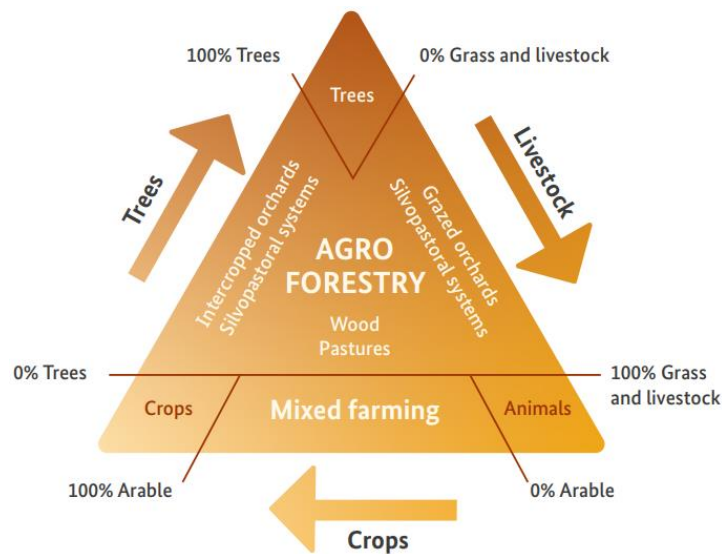 100% Trees
0% Grass and livestock
Trees
Trees
Livestock
Intercropped orchards
Silvopastoral systems
Grazed orchards
Silvopastoral systems
AGRO
FORESTRY
Wood
Pastures
0% Trees
100% Grass
and livestock
Crops
Mixed farming
Animals
100% Arable
0% Arable
Crops